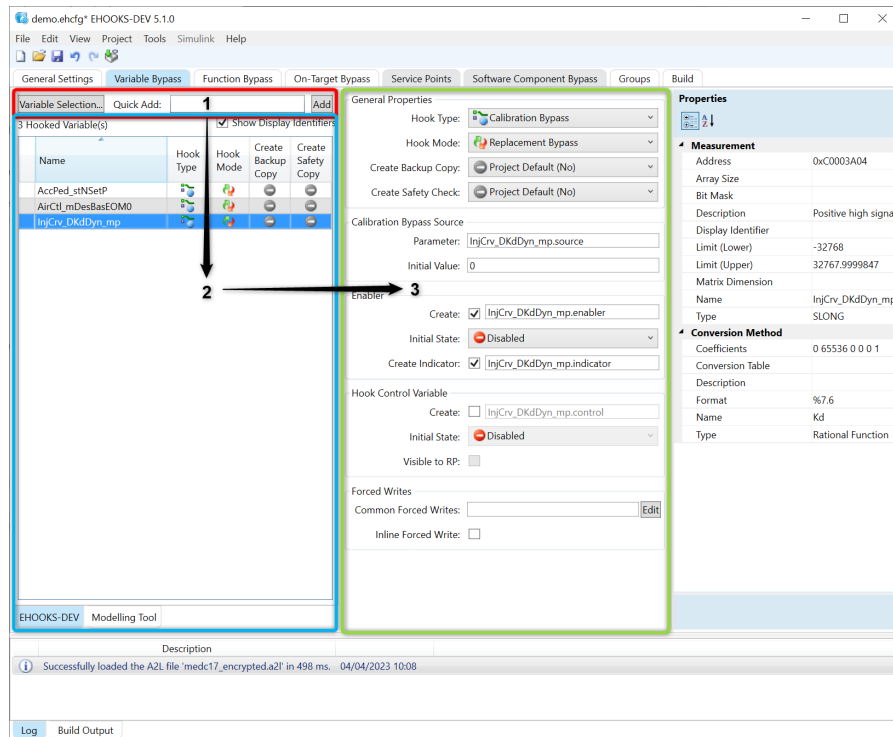 demo.ehcfg* EHOOKS-DEV 5.1.0
File Edit View Project Tools Simulink Help
General Settings Variable Bypass Function Bypass On-Target Bypass Service Points Software Component Bypass Groups Build
Variable Selection... Quick Add: 1 Add
3 Hooked Variable(s) Show Display Identifiers
Name Hook Type Hook Mode Create Backup Copy Create Safety Copy
AccPed_stNSetP
AirCtl_mDesBasEOM0
InjCrv_DKdDyn_mp
2
EHOOKS-DEV Modelling Tool
General Properties
Hook Type: Calibration Bypass
Hook Mode: Replacement Bypass
Create Backup Copy: Project Default (No)
Create Safety Check: Project Default (No)
Calibration Bypass Source
Parameter: InjCrv_DKdDyn_mp.source
Initial Value: 0
3
Enabler
Create: InjCrv_DKdDyn_mp.enabler
Initial State: Disabled
Create Indicator: InjCrv_DKdDyn_mp.indicator
Hook Control Variable
Create: InjCrv_DKdDyn_mp.control
Initial State: Disabled
Visible to RP:
Forced Writes
Common Forced Writes: Edit
Inline Forced Write:
Properties
Measurement
Address 0xC0003A04
Array Size
Bit Mask
Description Positive high signa
Display Identifier
Limit (Lower) -32768
Limit (Upper) 32767.9999847
Matrix Dimension
Name InjCrv_DKdDyn_mp
Type SLONG
Conversion Method
Coefficients 0 65536 0 0 0 1
Conversion Table
Description
Format %7.6
Name Kd
Type Rational Function
Description
Successfully loaded the A2L file 'medc17_encrypted.a2l' in 498 ms. 04/04/2023 10:08
Log Build Output